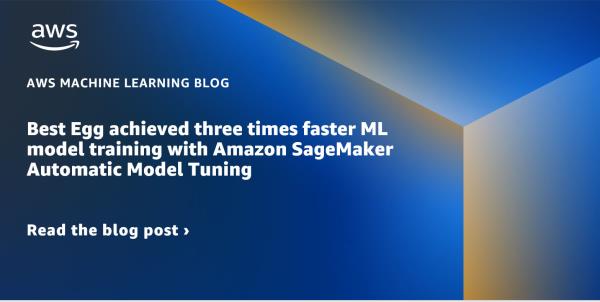 aws
AWS MACHINE LEARNING BLOG
Best Egg achieved three times faster ML
model training with Amazon SageMaker
Automatic Model Tuning
Read the blog post ›